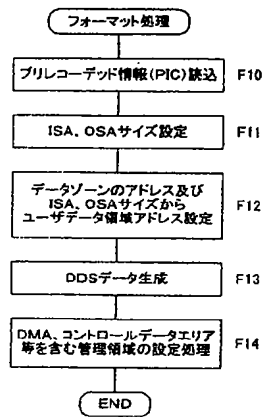 フォーマット処理
プリレコーデッド情報(PIC)読込
F10
ISA、OSAサイズ設定
F11
データゾーンのアドレス及び
ISA、OSAサイズから
ユーザデータ領域アドレス設定
F12
DDSデータ生成
F13
DMA、コントロールデータエリア
等を含む管理領域の設定処理
F14
END